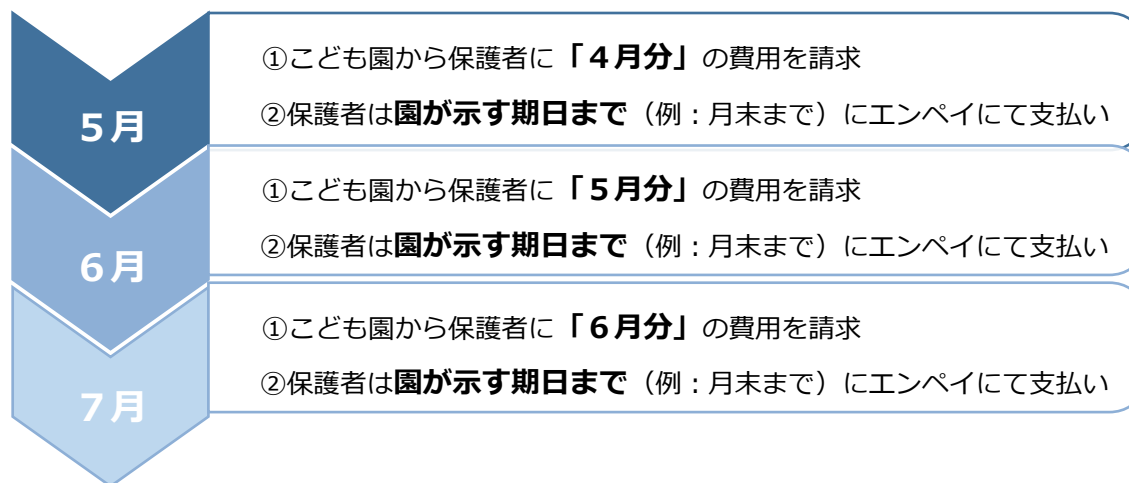 5月
①こども園から保護者に「４月分」の費用を請求
②保護者は園が示す期日まで（例：月末まで）にエンペイにて支払い
6月
①こども園から保護者に「５月分」の費用を請求
②保護者は園が示す期日まで（例：月末まで）にエンペイにて支払い
7月
①こども園から保護者に「６月分」の費用を請求
②保護者は園が示す期日まで（例：月末まで）にエンペイにて支払い